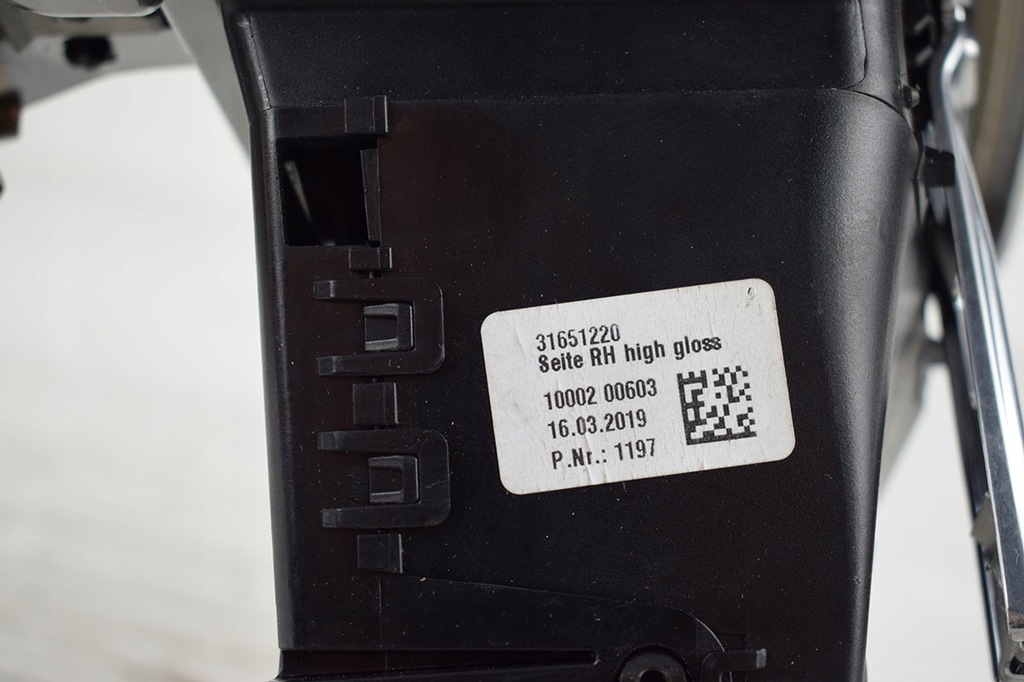 31651220
Seite RH high gloss
10002 00603
16.03.2019
P.Nr.: 1197